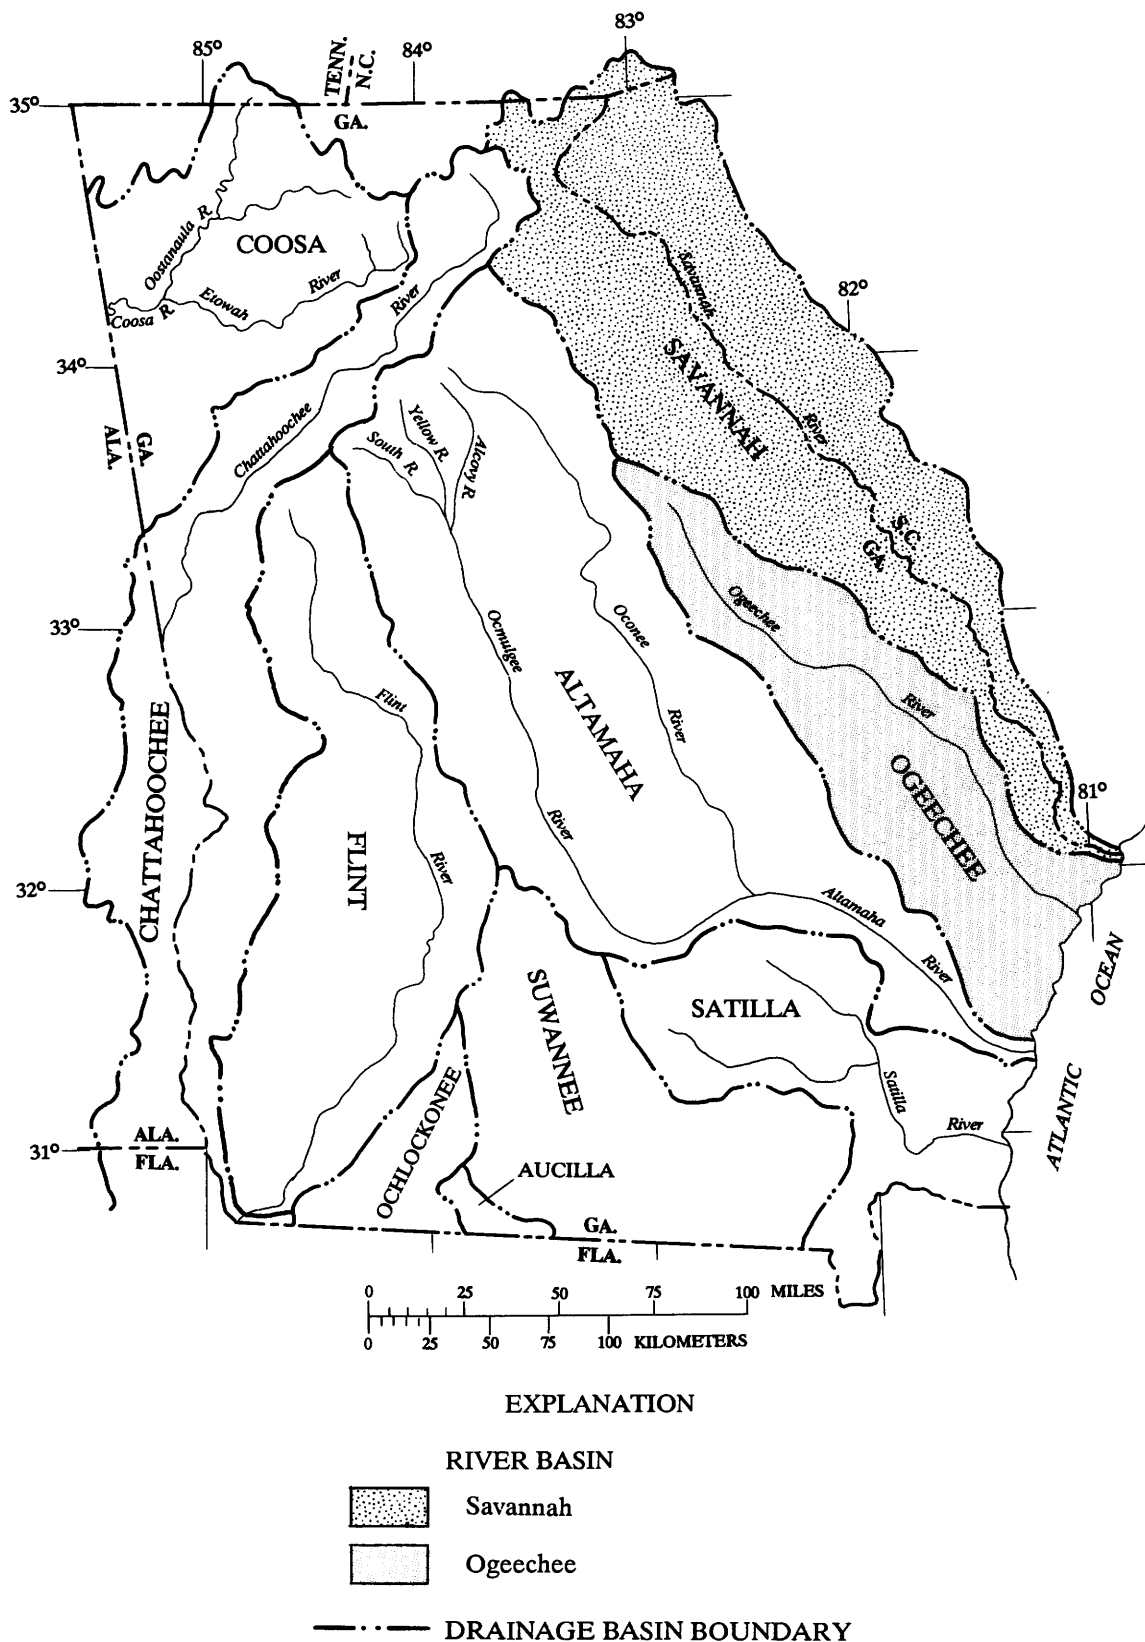 83°
85°
84°
TENN.
N.C.
35°
GA.
Oostanaula R.
COOSA
Etowah
River
Coosa R.
River
Savannah
82°
34°
SAVANNAH
GA.
ALA.
Chattahoochee
South R.
Yellow R.
Alcovy R.
River
S.C.
GA.
33°
Ogeechee
River
Ocmulgee
Oconee
Flint
ALTAMAHA
River
CHATTAHOOCHEE
OGEECHEE
81°
FLINT
River
River
32°
Altamaha
River
OCEAN
SUWANNEE
SATILLA
Satilla
River
ATLANTIC
31°
ALA.
FLA.
OCHLOCKONEE
AUCILLA
GA.
FLA.
0 25 50 75 100 MILES
0 25 50 75 100 KILOMETERS
EXPLANATION
RIVER BASIN
Savannah
Ogeechee
DRAINAGE BASIN BOUNDARY